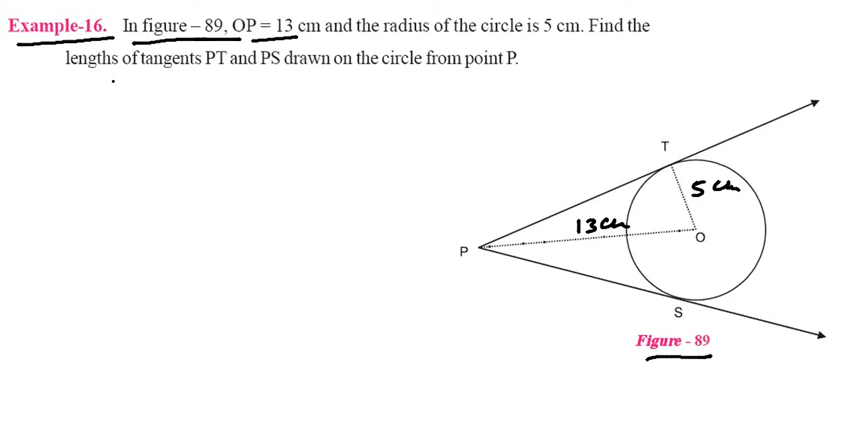 Example-16. In figure – 89, OP = 13 cm and the radius of the circle is 5 cm. Find the
lengths of tangents PT and PS drawn on the circle from point P.
T
5 cm
13 cm
P
O
S
Figure - 89